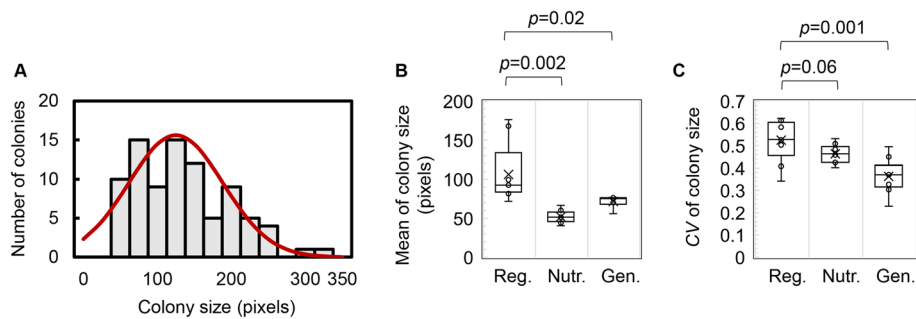 A
Number of colonies
20
15
10
5
0
0 100 200 300 350
Colony size (pixels)
B
p=0.02
p=0.002
Mean of colony size
(pixels)
200
150
100
50
0
Reg. Nutr. Gen.
C
p=0.001
p=0.06
CV of colony size
0.7
0.6
0.5
0.4
0.3
0.2
0.1
0
Reg. Nutr. Gen.